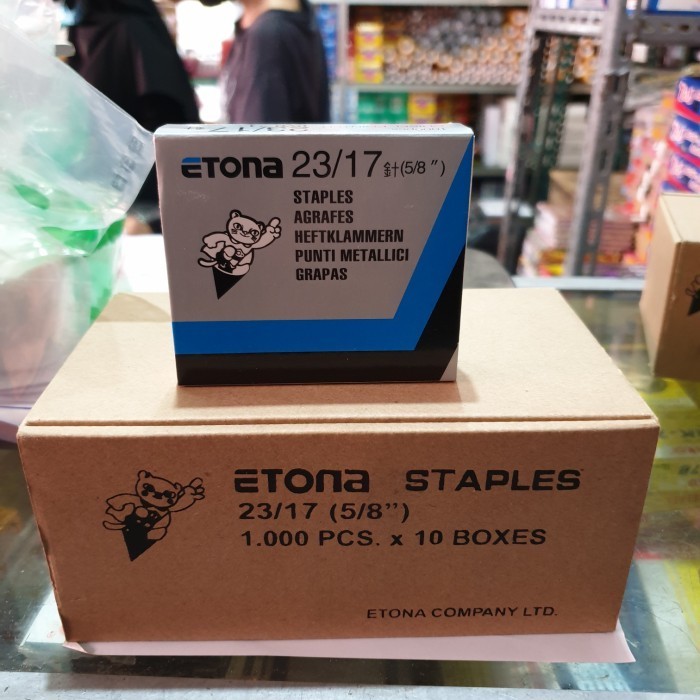 ETONA 23/17 針(5/8")
STAPLES
AGRAFES
HEFTKLAMMERN
PUNTI METALLICI
GRAPAS
ETONA STAPLES
23/17 (5/8")
1.000 PCS. x 10 BOXES
ETONA COMPANY LTD.